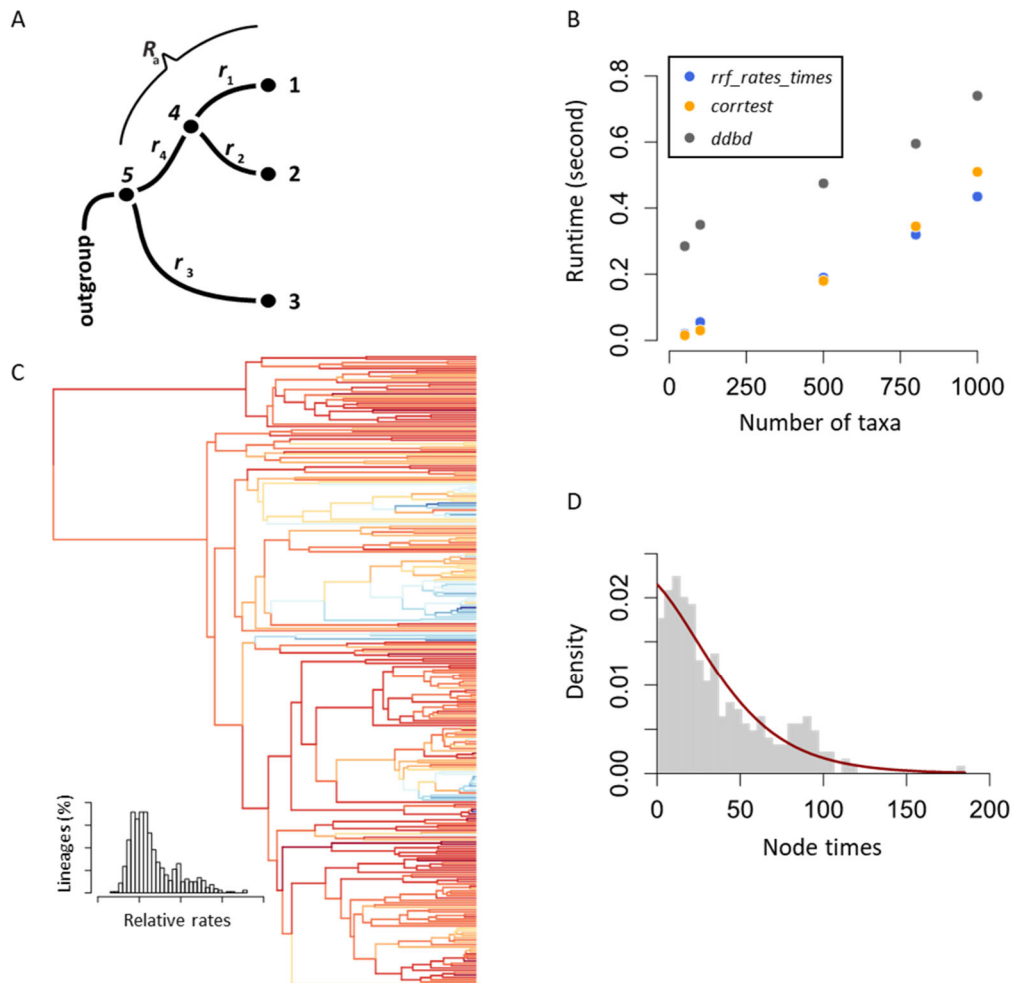 A
Ra
r1
1
4
r4
r2
2
5
outgroup
r3
3
B
rrf_rates_times
corrtest
ddbd
Runtime (second)
0.8
0.6
0.4
0.2
0.0
0 250 500 750 1000
Number of taxa
C
Lineages (%)
Relative rates
D
Density
0.02
0.01
0.00
0 50 100 150 200
Node times